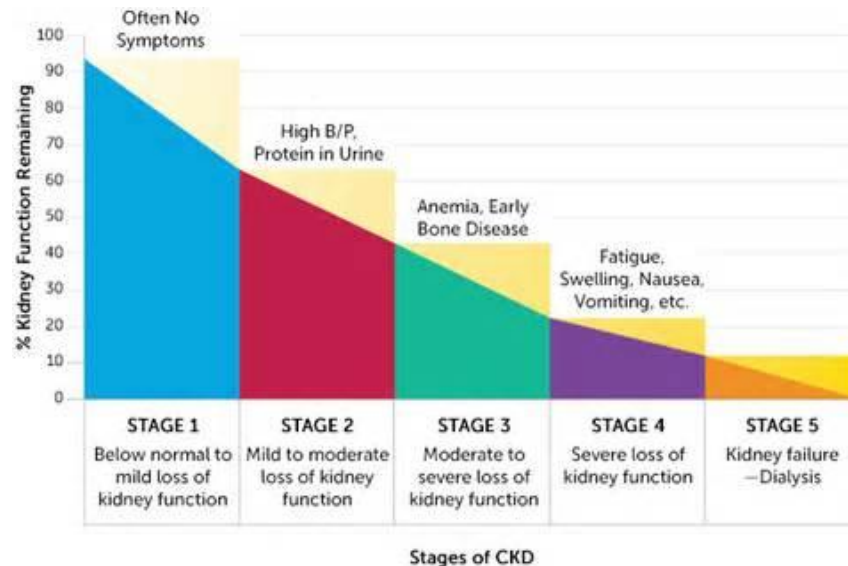 % Kidney Function Remaining
100
90
80
70
60
50
40
30
20
10
0
Often No
Symptoms
High B/P,
Protein in Urine
Anemia, Early
Bone Disease
Fatigue,
Swelling, Nausea,
Vomiting, etc.
STAGE 1
Below normal to
mild loss of
kidney function
STAGE 2
Mild to moderate
loss of kidney
function
STAGE 3
Moderate to
severe loss of
kidney function
STAGE 4
Severe loss of
kidney function
STAGE 5
Kidney failure
—Dialysis
Stages of CKD